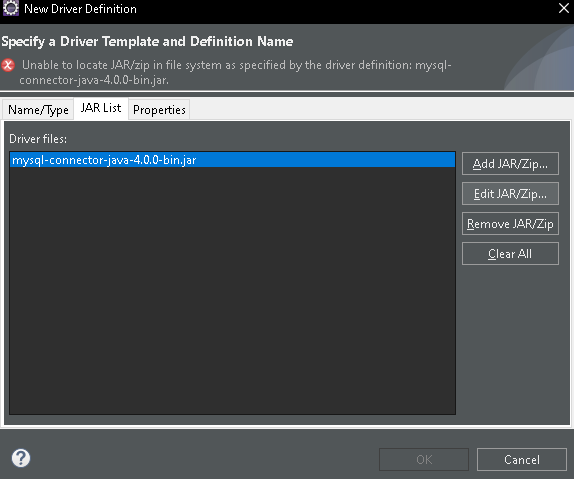 New Driver Definition
Specify a Driver Template and Definition Name
Unable to locate JAR/zip in file system as specified by the driver definition: mysql-
connector-java-4.0.0-bin.jar.
Name/Type JAR List Properties
Driver files:
mysql-connector-java-4.0.0-bin.jar
Add JAR/Zip...
Edit JAR/Zip...
Remove JAR/Zip
Clear All
?
OK
Cancel